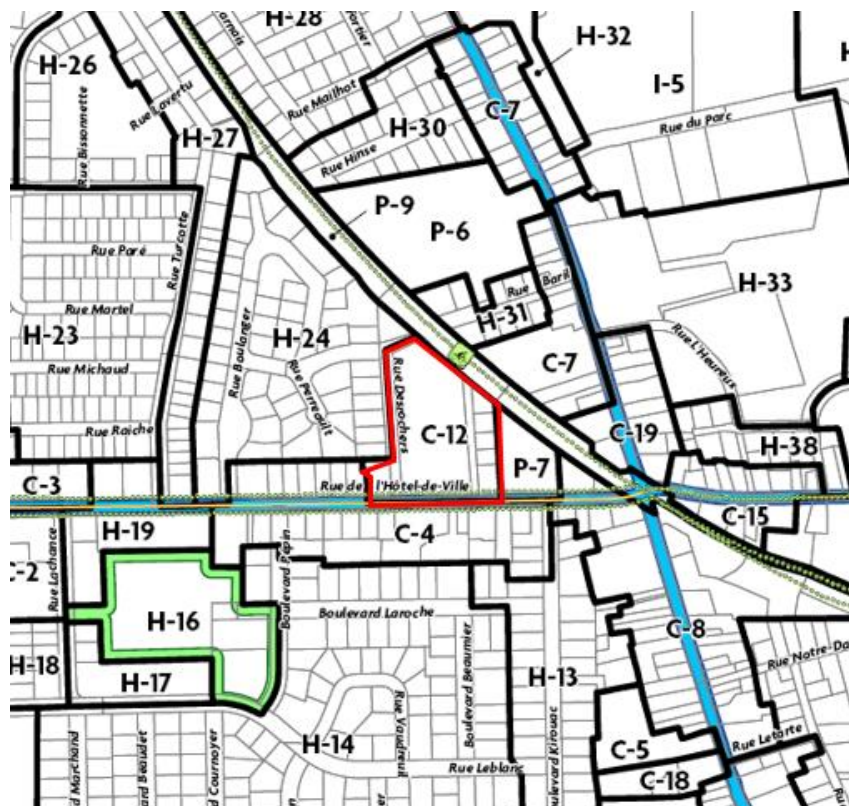 H-28
H-32
H-26
I-5
C-7
Rue Mailhot
Rue Lavertu
Rue Bissonnette
H-27
H-30
Rue du Parc
Rue Hinse
P-9
P-6
Rue Turcotte
Rue Paré
Rue Baril
H-33
Rue Martel
H-31
H-23
H-24
Rue Boulanger
Rue L'Heureux
Rue Michaud
Rue Perreault
Rue Desrochers
C-7
Rue Raiche
C-12
C-19
H-38
P-7
C-3
Rue de l'Hôtel-de-Ville
C-15
H-19
C-4
Rue Lachance
Boulevard Pépin
H-16
Boulevard Laroche
C-8
H-18
H-17
H-13
Rue Notre-Da
Boulevard Beaumier
Rue Vaudreuil
H-14
C-5
Rue Letarte
Boulevard Kirouac
Rue Leblanc
C-18
d Marchand
ard Beaudet
d Cournoyer